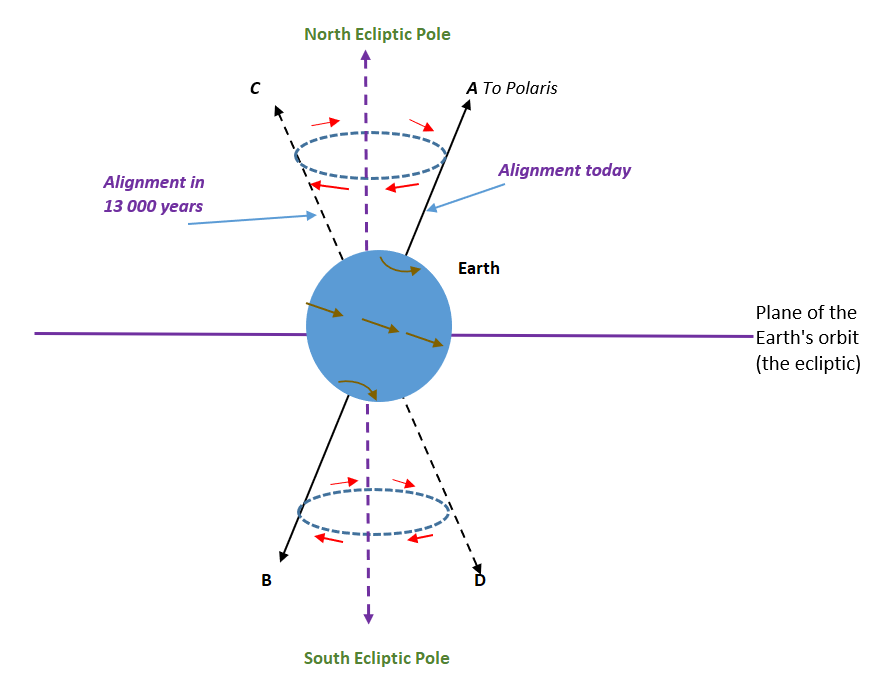 North Ecliptic Pole
C
A To Polaris
Alignment in
13 000 years
Alignment today
Earth
Plane of the
Earth's orbit
(the ecliptic)
B
D
South Ecliptic Pole